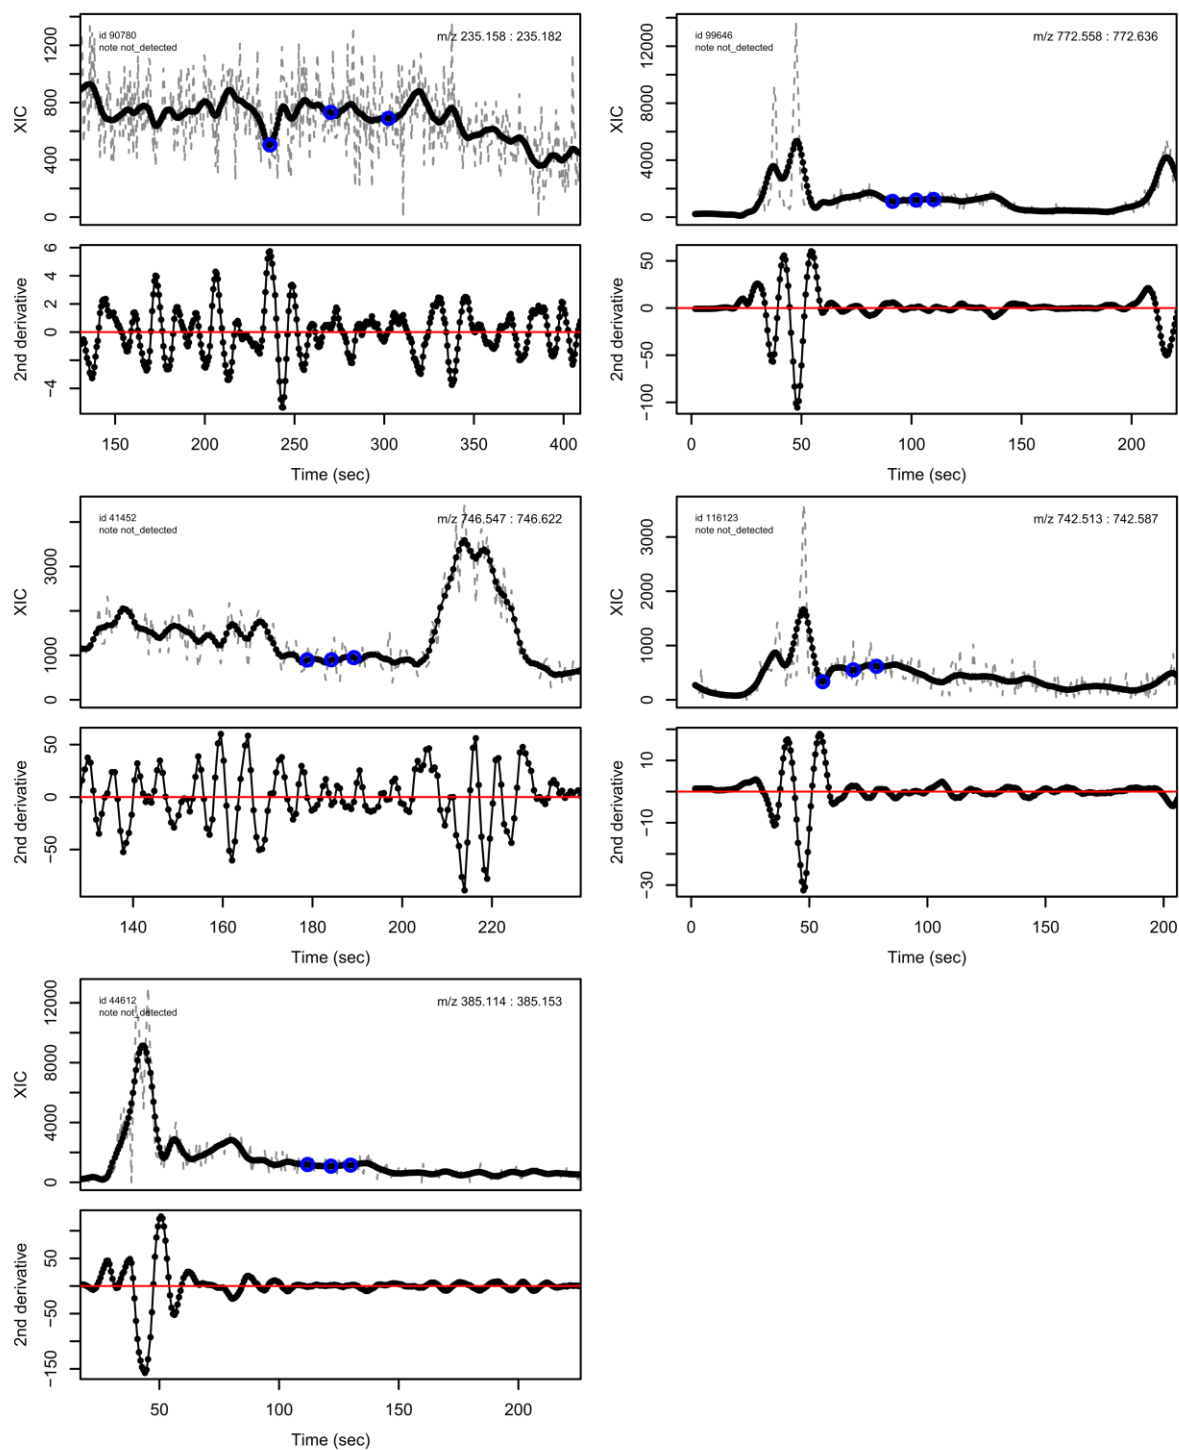 id 90780
note not_detected
m/z 235.158 : 235.182
XIC
0
400
800
1200
2nd derivative
−4
0
2
4
6
150
200
250
300
350
400
Time (sec)
id 99646
note not_detected
m/z 772.558 : 772.636
XIC
0
4000
8000
12000
2nd derivative
−100
−50
0
50
0
50
100
150
200
Time (sec)
id 41452
note not_detected
m/z 746.547 : 746.622
XIC
0
1000
3000
2nd derivative
−50
0
50
140
160
180
200
220
Time (sec)
id 116123
note not_detected
m/z 742.513 : 742.587
XIC
0
1000
2000
3000
2nd derivative
−30
−10
10
0
50
100
150
200
Time (sec)
id 44612
note not_detected
m/z 385.114 : 385.153
XIC
0
4000
8000
12000
2nd derivative
−150
−50
50
50
100
150
200
Time (sec)